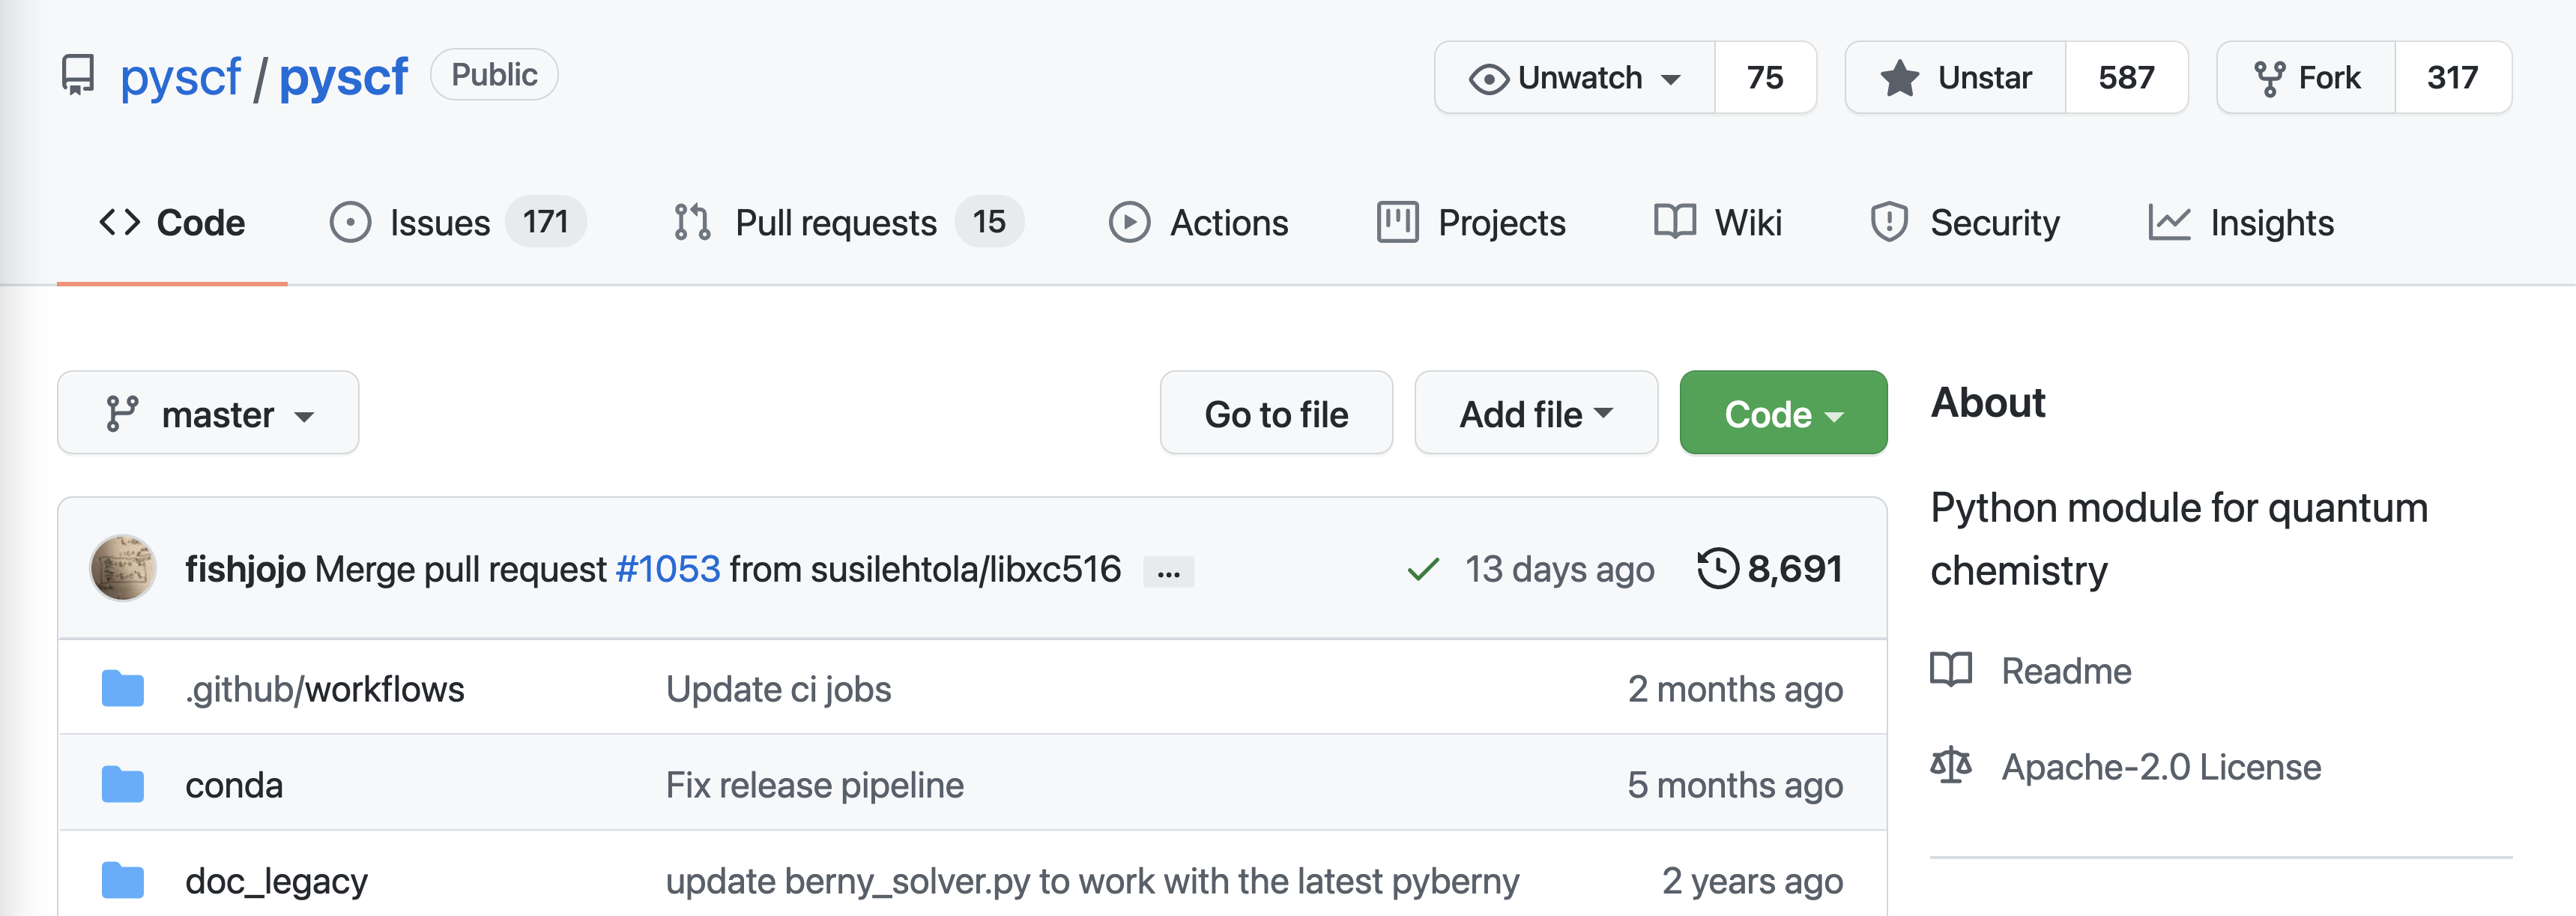 pyscf / pyscf Public Unwatch 75 Unstar 587 Fork 317
Code Issues 171 Pull requests 15 Actions Projects Wiki Security Insights
master Go to file Add file Code
fishjojo Merge pull request #1053 from susilehtola/libxc516 ... 13 days ago 8,691
.github/workflows Update ci jobs 2 months ago
conda Fix release pipeline 5 months ago
doc_legacy update berny_solver.py to work with the latest pyberny 2 years ago
About
Python module for quantum
chemistry
Readme
Apache-2.0 License